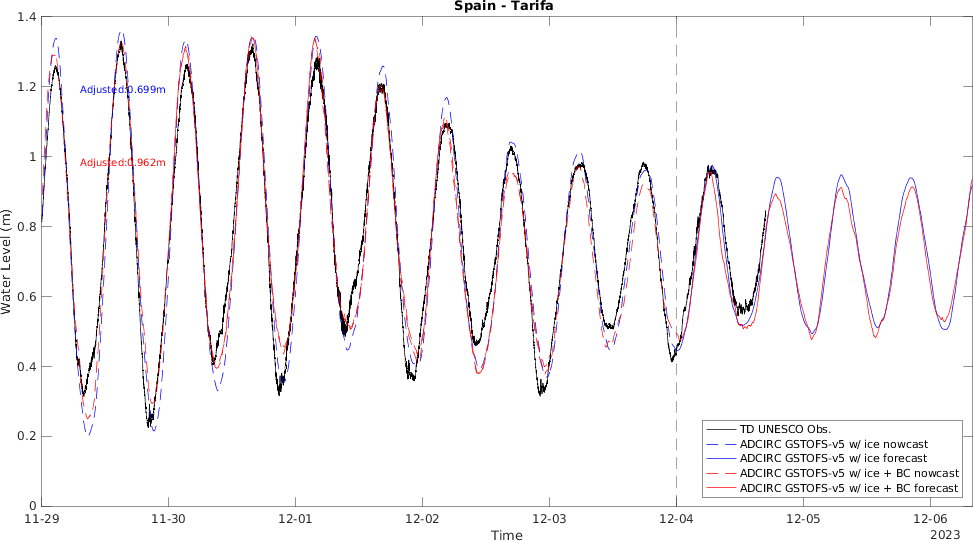 Spain - Tarifa
Water Level (m)
1.4
1.2
1
0.8
0.6
0.4
0.2
0
Adjusted:0.699m
Adjusted:0.962m
TD UNESCO Obs.
ADCIRC GSTOFS-v5 w/ ice nowcast
ADCIRC GSTOFS-v5 w/ ice forecast
ADCIRC GSTOFS-v5 w/ ice + BC nowcast
ADCIRC GSTOFS-v5 w/ ice + BC forecast
11-29 11-30 12-01 12-02 12-03 12-04 12-05 12-06
Time
2023